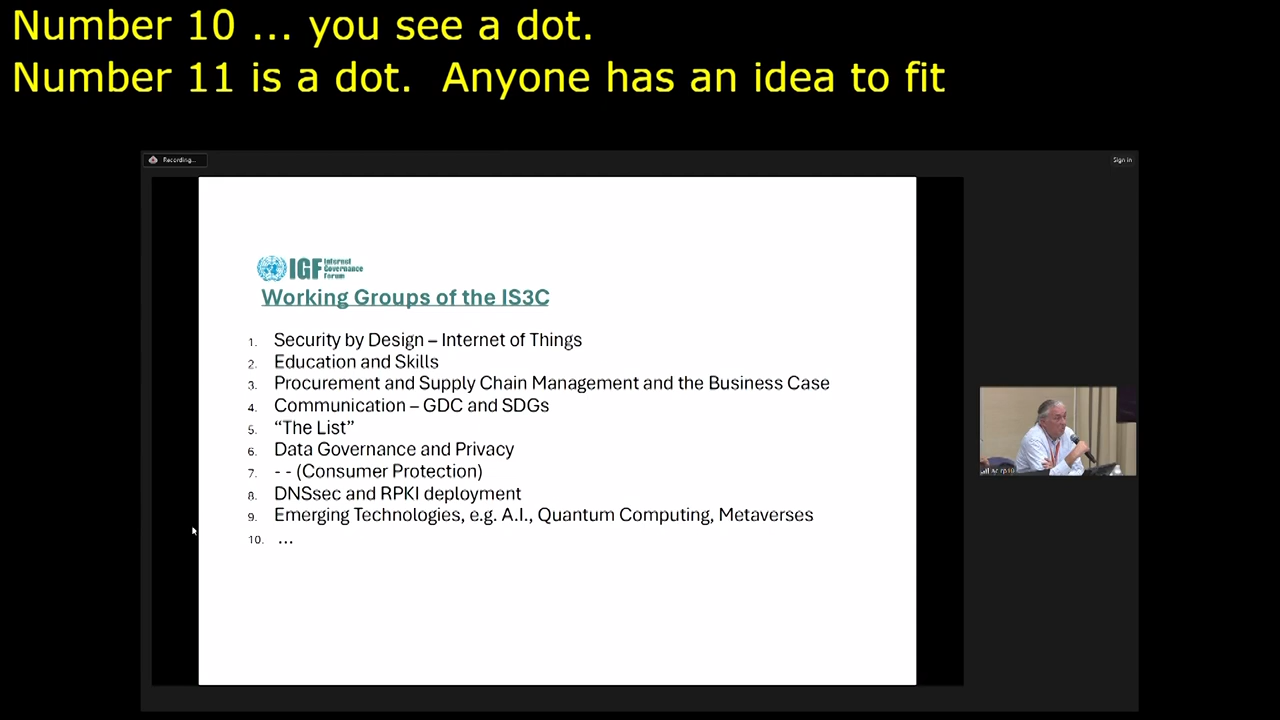 Number 10 ... you see a dot.
Number 11 is a dot.  Anyone has an idea to fit
Recording...
Sign in
IGF Internet Governance Forum
Working Groups of the IS3C
1. Security by Design – Internet of Things
2. Education and Skills
3. Procurement and Supply Chain Management and the Business Case
4. Communication – GDC and SDGs
5. “The List”
6. Data Governance and Privacy
7. - - (Consumer Protection)
8. DNSsec and RPKI deployment
9. Emerging Technologies, e.g. A.I., Quantum Computing, Metaverses
10. ...